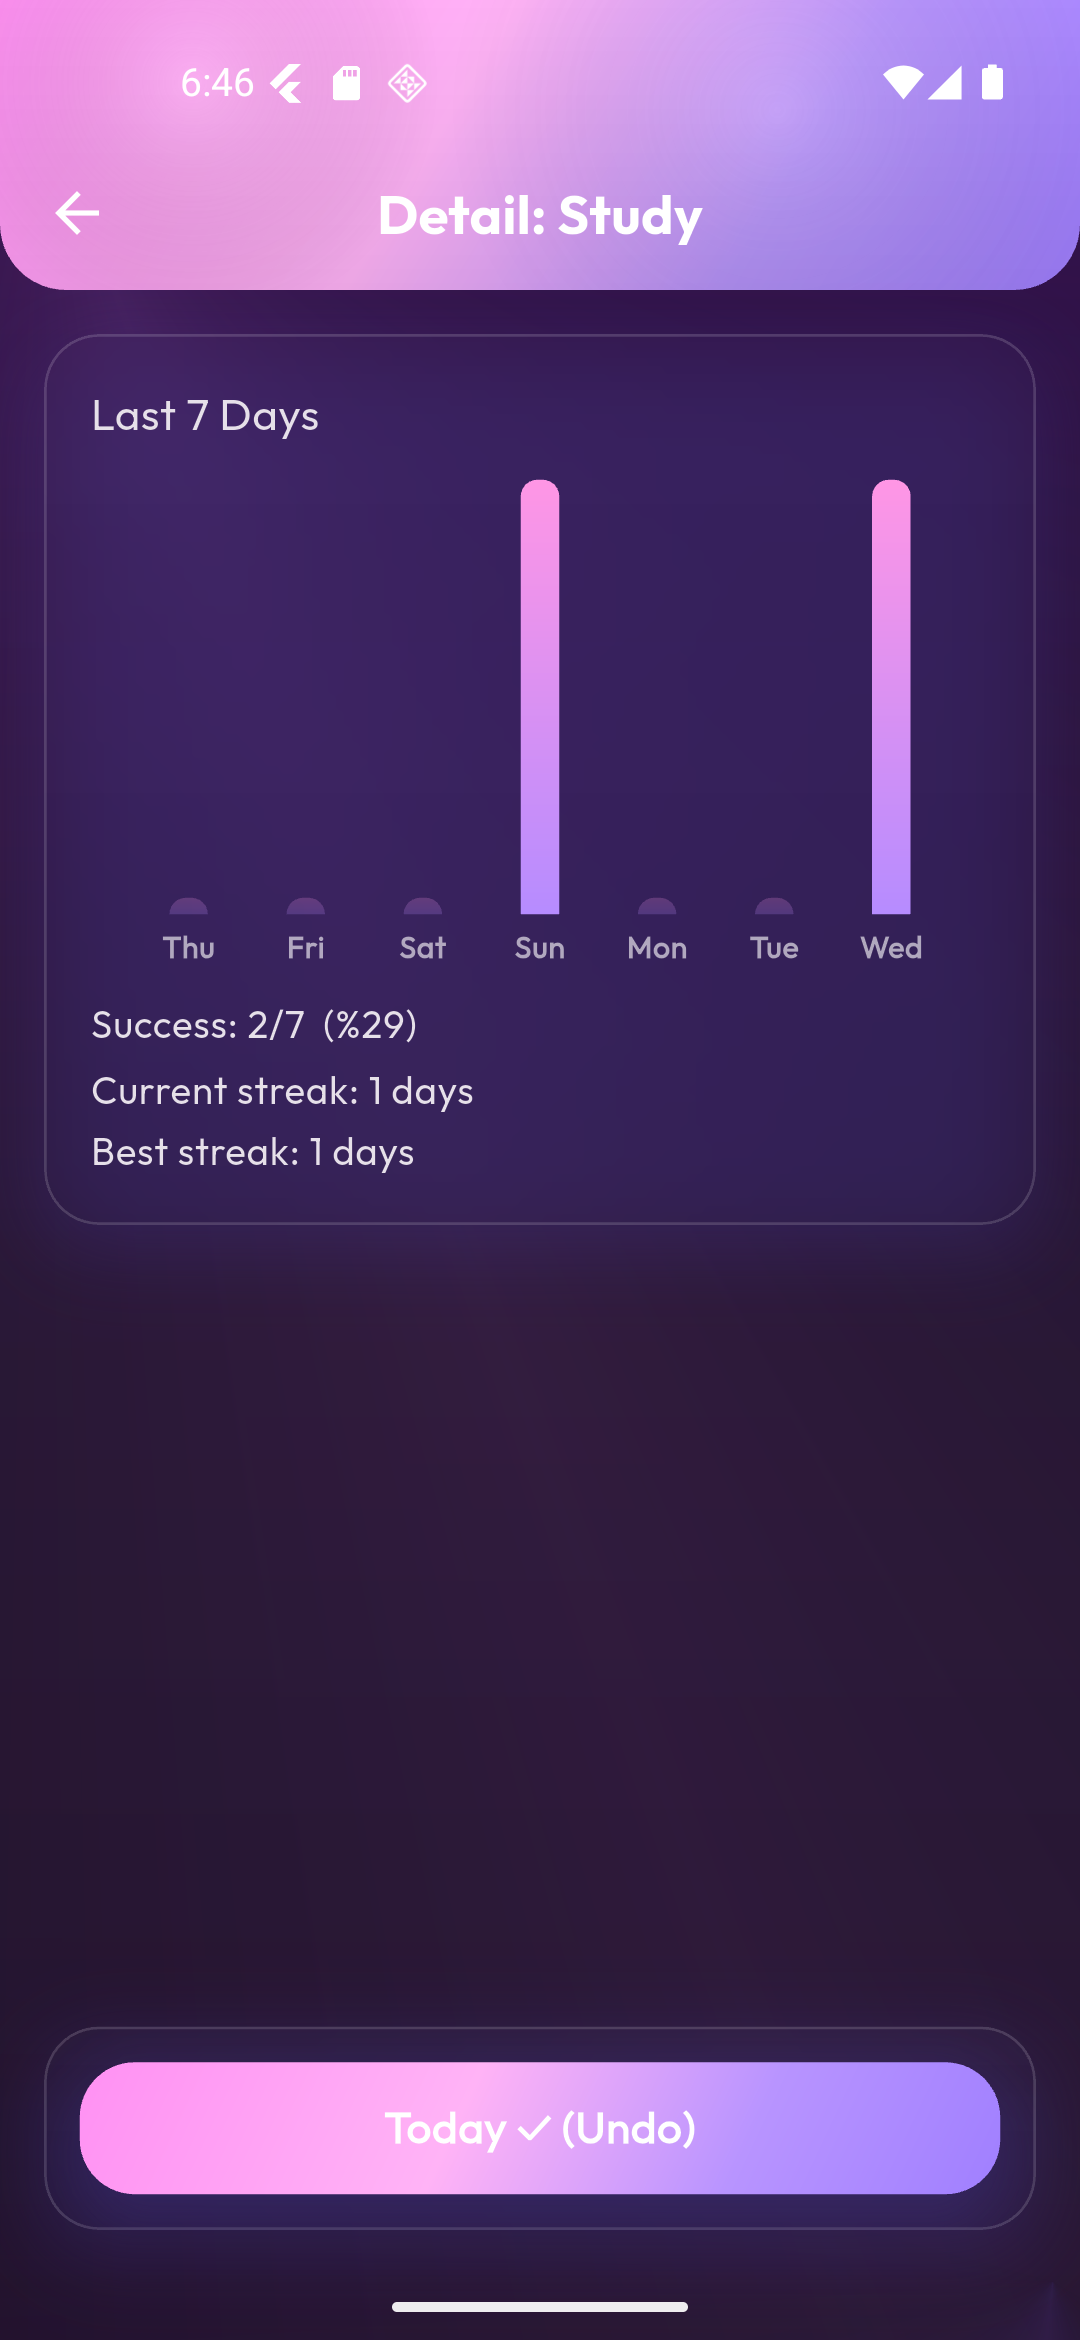 6:46
Detail: Study
Last 7 Days
Thu Fri Sat Sun Mon Tue Wed
Success: 2/7 (%29)
Current streak: 1 days
Best streak: 1 days
Today ✓ (Undo)